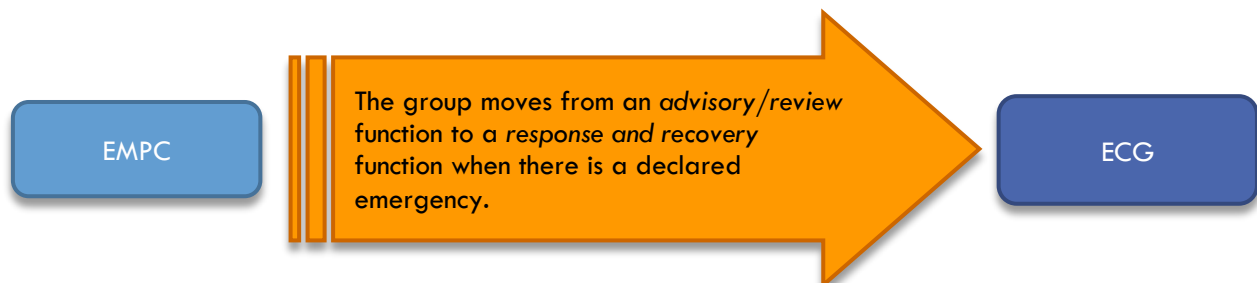 EMPC
The group moves from an advisory/review
function to a response and recovery
function when there is a declared
emergency.
ECG